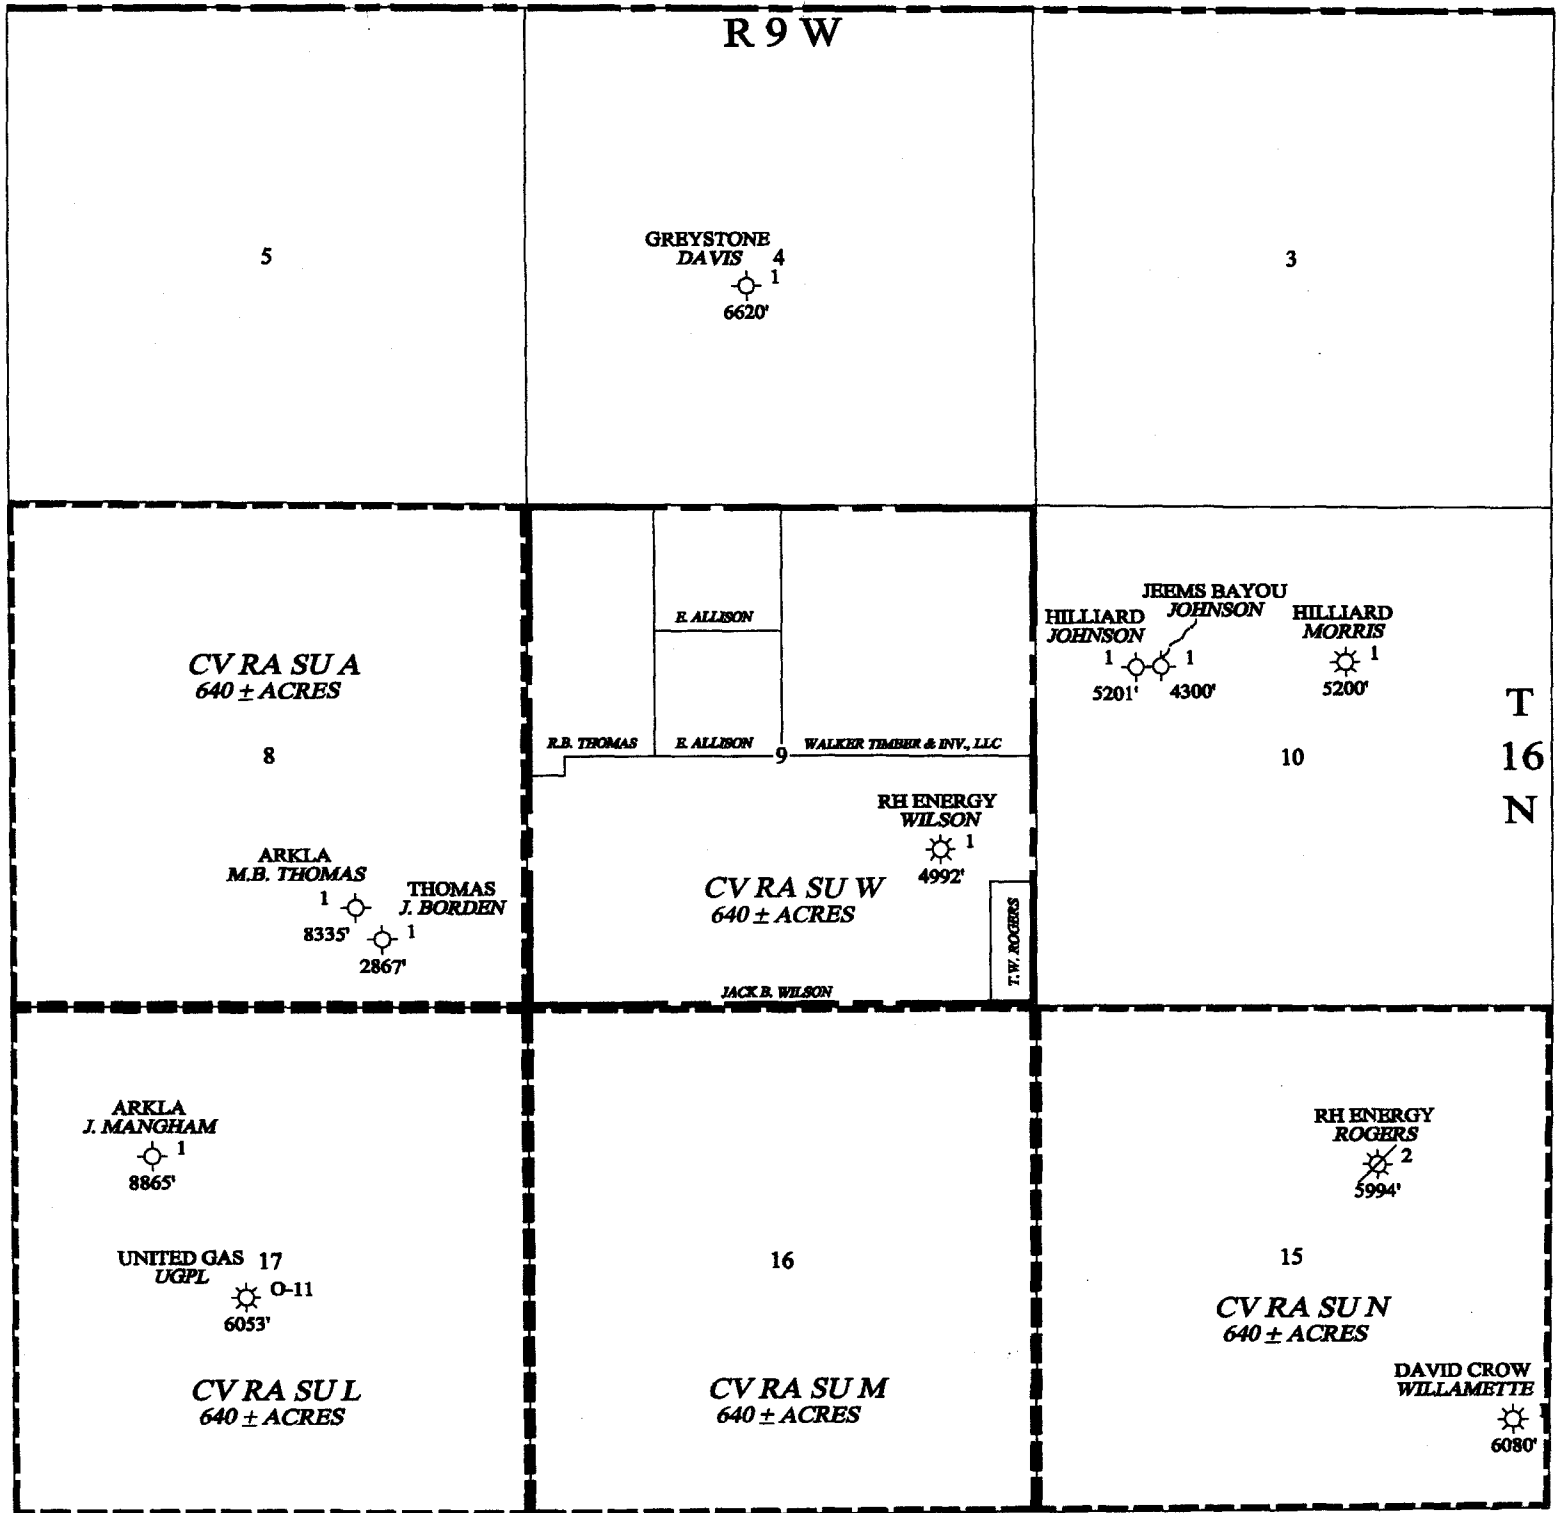 R 9 W
5
GREYSTONE
DAVIS 4
1
6620'
3
CV RA SU A
640 ± ACRES
8
ARKLA
M.B. THOMAS
1
8335'
THOMAS
J. BORDEN
1
2867'
E. ALLISON
R.B. THOMAS
E. ALLISON
9
WALKER TIMBER & INV., LLC
RH ENERGY
WILSON
1
4992'
CV RA SU W
640 ± ACRES
T.W. ROGERS
JACK B. WILSON
HILLIARD
JOHNSON
1
5201'
JEEMS BAYOU
JOHNSON
1
4300'
HILLIARD
MORRIS
1
5200'
10
T
16
N
ARKLA
J. MANGHAM
1
8865'
UNITED GAS 17
UGPL
O-11
6053'
CV RA SU L
640 ± ACRES
16
CV RA SU M
640 ± ACRES
RH ENERGY
ROGERS
2
5994'
15
CV RA SU N
640 ± ACRES
DAVID CROW
WILLAMETTE
6080'